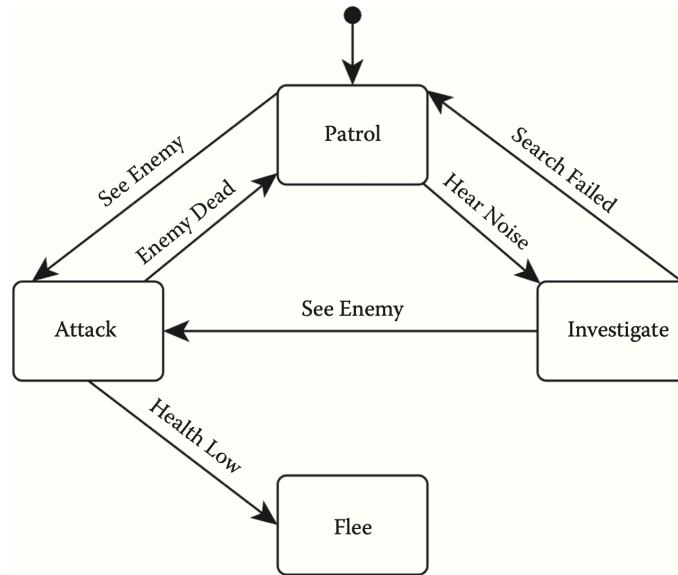 Patrol
See Enemy
Enemy Dead
Hear Noise
Search Failed
Attack
See Enemy
Investigate
Health Low
Flee